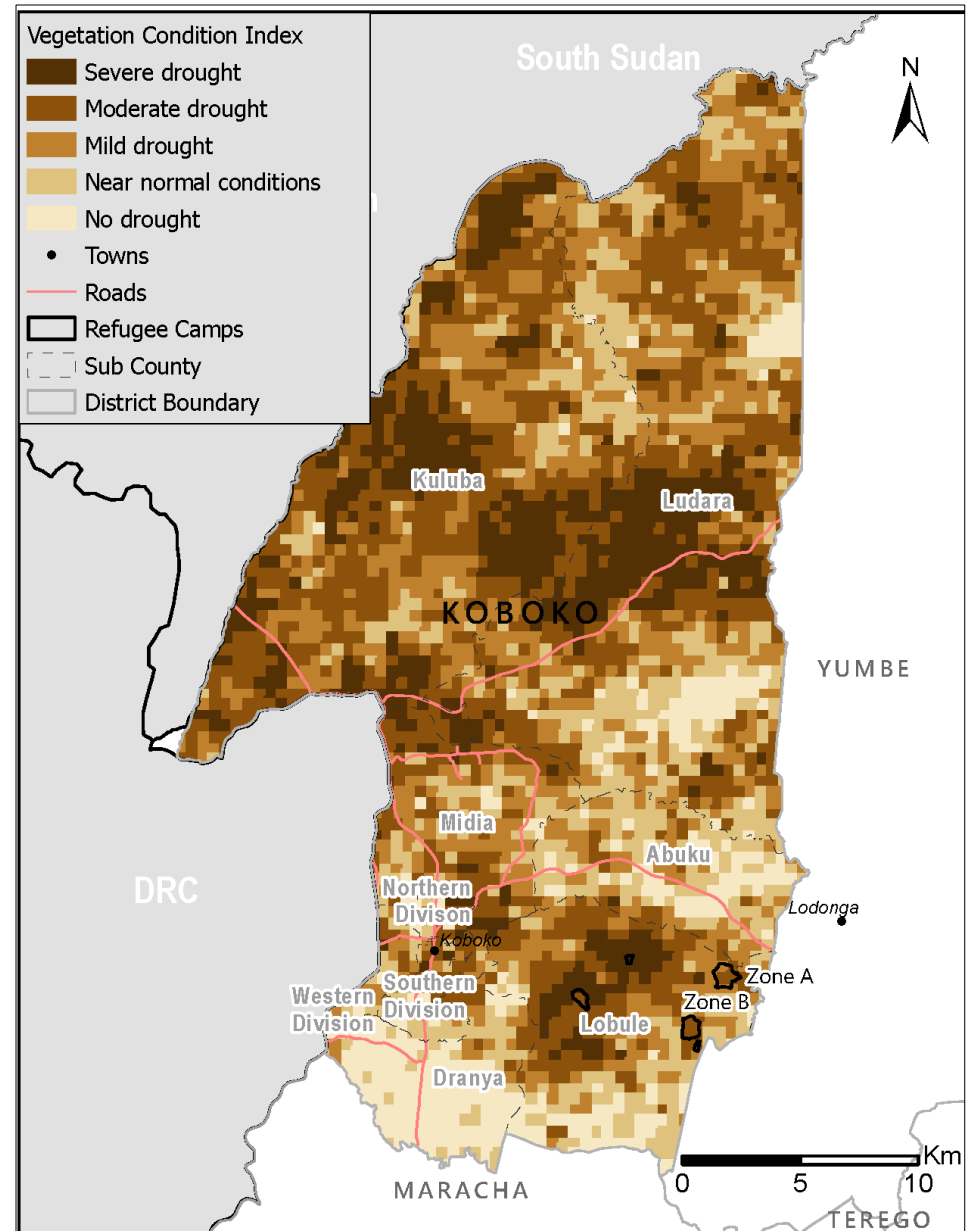 Vegetation Condition Index
Severe drought
Moderate drought
Mild drought
Near normal conditions
No drought
Towns
Roads
Refugee Camps
Sub County
District Boundary
South Sudan
N
Kuluba
Ludara
KOBOKO
YUMBE
Midia
Abuku
DRC
Northern
Divison
Lodonga
Koboko
Zone A
Western
Division
Southern
Division
Zone B
Lobule
Dranya
Km
0 5 10
MARACHA
TEREGO